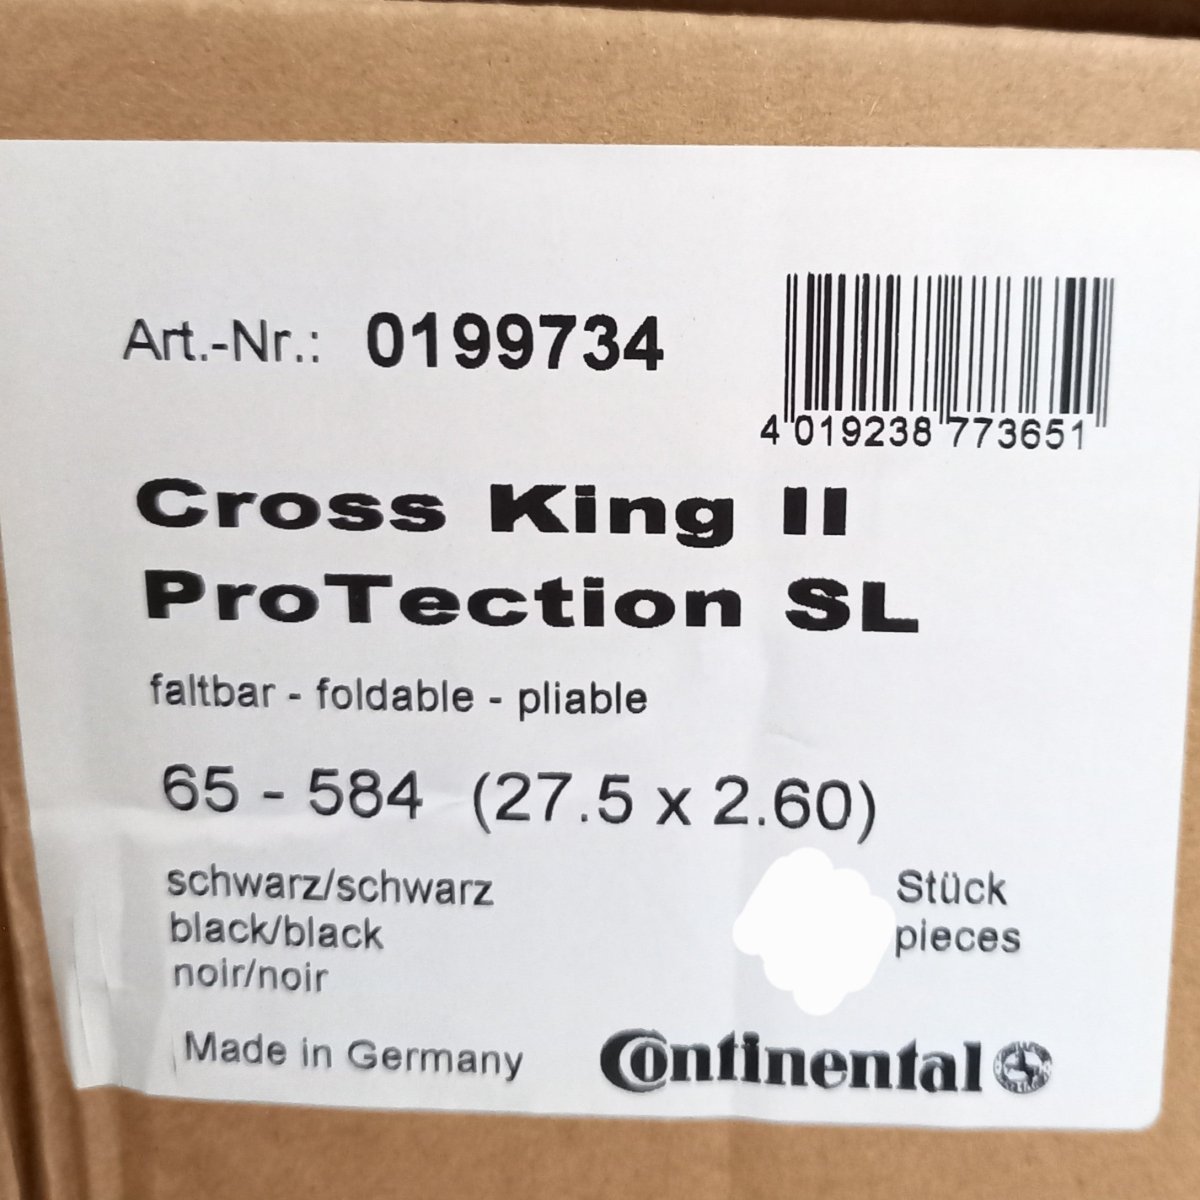 Art.-Nr.: 0199734
4 019238 773651
Cross King II
ProTection SL
faltbar - foldable - pliable
65 - 584 (27.5 x 2.60)
schwarz/schwarz
black/black
noir/noir
Stück
pieces
Made in Germany
Continental